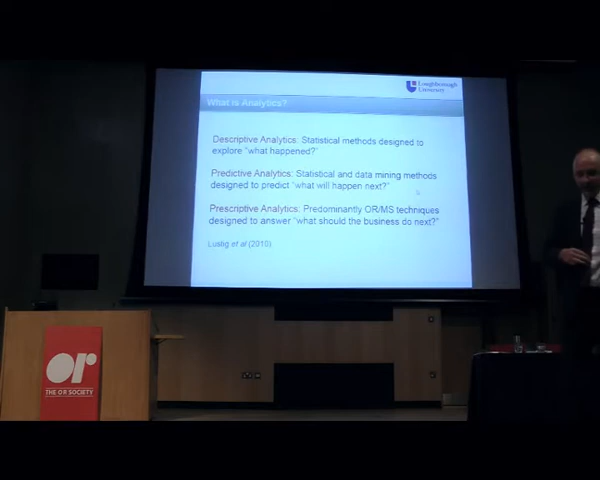 Loughborough
University
What is Analytics?
Descriptive Analytics: Statistical methods designed to
explore "what happened?"
Predictive Analytics: Statistical and data mining methods
designed to predict "what will happen next?"
Prescriptive Analytics: Predominantly OR/MS techniques
designed to answer "what should the business do next?"
Lustig et al (2010)
or
THE OR SOCIETY